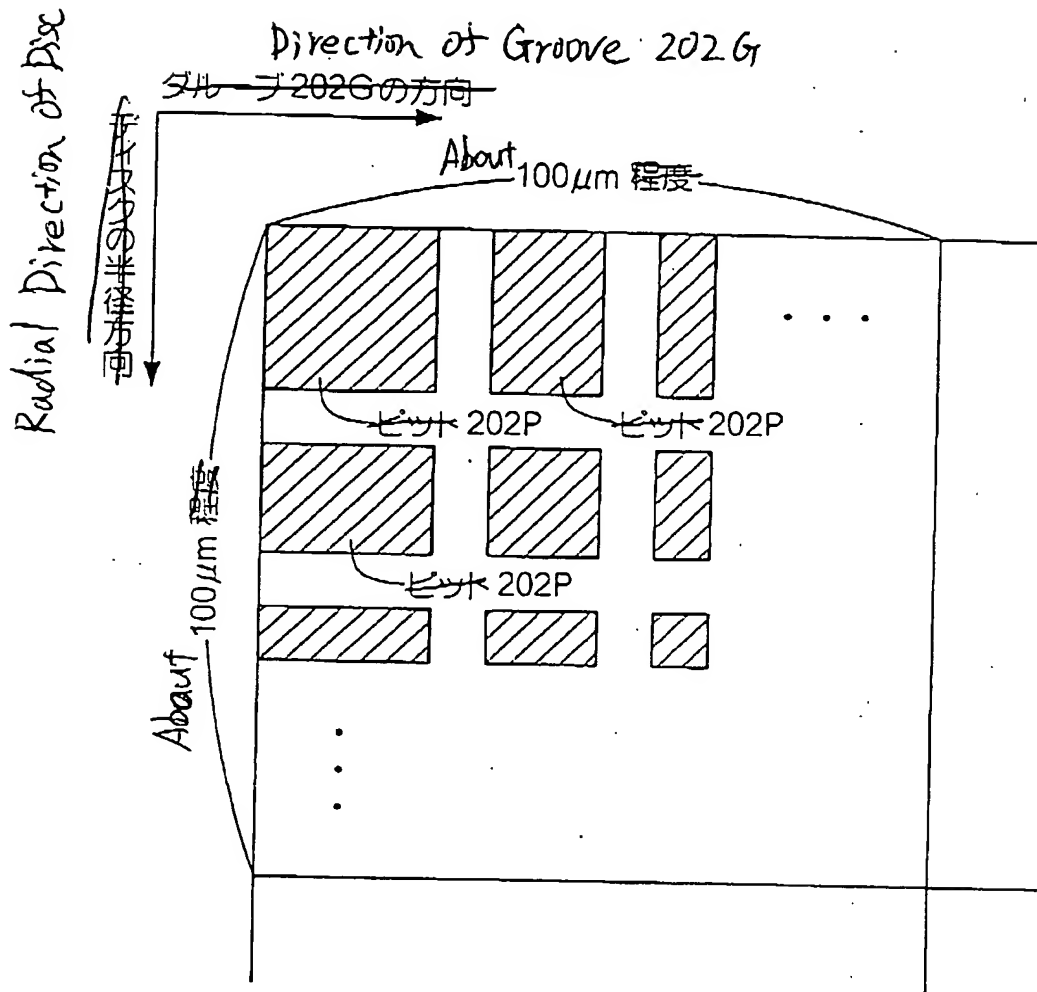 Direction of Groove 202G
グルーブ202Gの方向
Radial Direction of Disc
ディスクの半径方向
About 100μm 程度
ピット 202P
ピット 202P
About 100μm 程度
ピット 202P